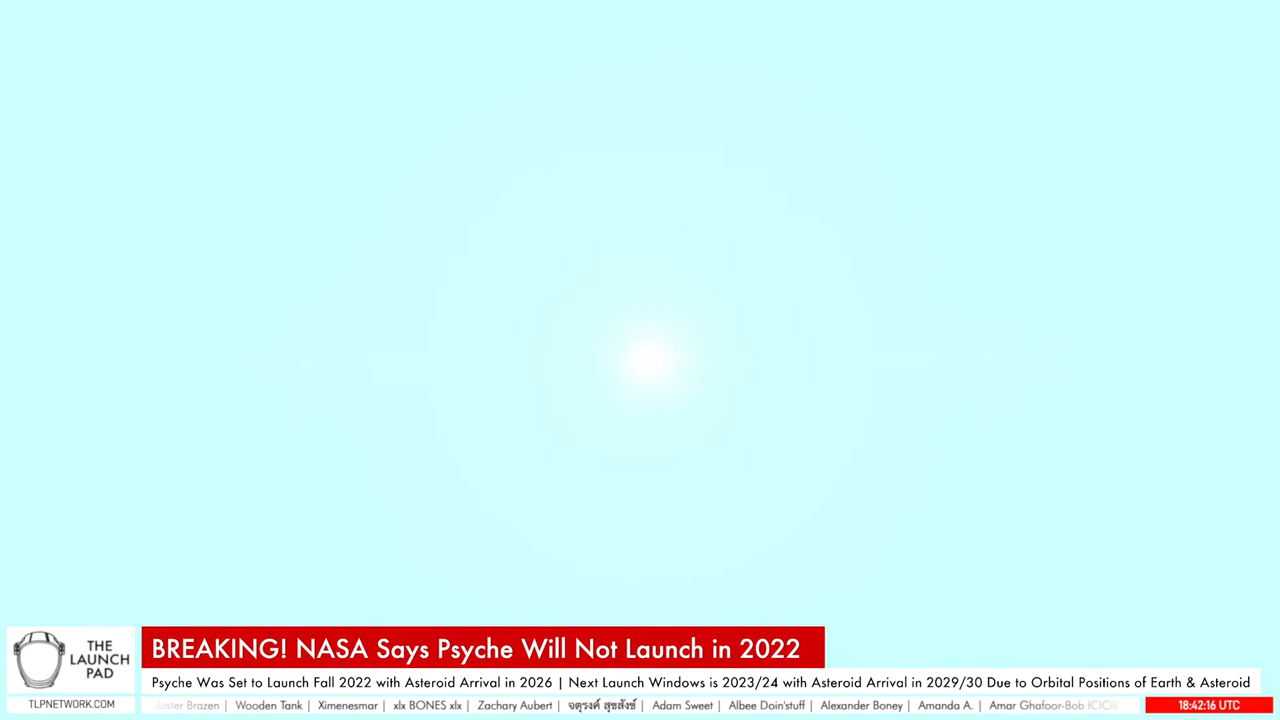 THE
LAUNCH
PAD
BREAKING! NASA Says Psyche Will Not Launch in 2022
Psyche Was Set to Launch Fall 2022 with Asteroid Arrival in 2026 | Next Launch Windows is 2023/24 with Asteroid Arrival in 2029/30 Due to Orbital Positions of Earth & Asteroid
TLPNETWORK.COM
Brazen | Wooden Tank | Ximenesmar | xlx BONES xlx | Zachary Aubert | จตุรงค์ สุขสังข์ | Adam Sweet | Albee Doin'stuff | Alexander Boney | Amanda A. | Amar Ghafoor-Bob
18:42:16 UTC